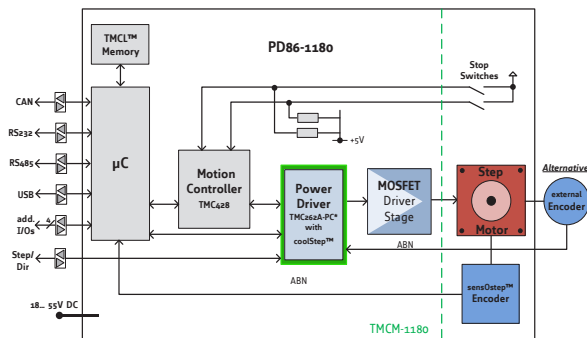 PD86-1180
TMCL™
Memory
Stop
Switches
CAN
RS232
RS485
USB
add.
I/Os
4
Step/
Dir
µC
+5V
Motion
Controller
TMC428
Power
Driver
TMC262A-PC*
with
coolStep™
MOSFET
Driver
Stage
Step
Motor
Alternative
external
Encoder
ABN
ABN
sensOstep™
Encoder
18... 55V DC
TMCM-1180